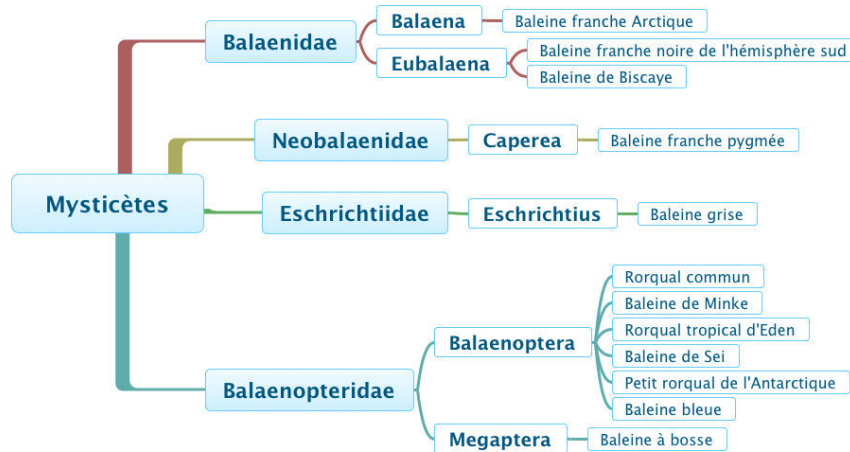 Mysticètes
Balaenidae
Balaena
Baleine franche Arctique
Eubalaena
Baleine franche noire de l'hémisphère sud
Baleine de Biscaye
Neobalaenidae
Caperea
Baleine franche pygmée
Eschrichtiidae
Eschrichtius
Baleine grise
Balaenopteridae
Balaenoptera
Rorqual commun
Baleine de Minke
Rorqual tropical d'Eden
Baleine de Sei
Petit rorqual de l'Antarctique
Baleine bleue
Megaptera
Baleine à bosse